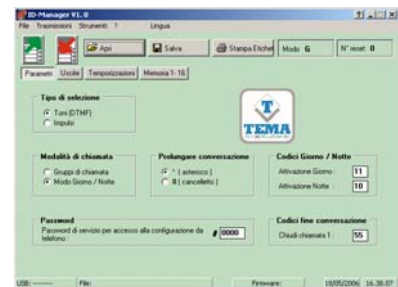 ID-Manager V1.0
File Trasmissioni Strumenti ? Lingua
Apri Salva Stampa Etichet Modo G N° reset 0
Parametri Uscite Temporizzazioni Memoria 1-16
Tipo di selezione
Toni (DTMF)
Impulsi
TEMA
Modalità di chiamata
Gruppi di chiamata
Modo Giorno / Notte
Prolungare conversazione
* ( asterisco )
# ( cancelletto )
Codici Giorno / Notte
Attivazione Giorno : 11
Attivazione Notte : 10
Password
Password di servizio per accesso alla configurazione da telefono : # 0000
Codici fine conversazione
Chiudi chiamata 1 : 55
USB: ------ File: Firmware: 18/05/2006 16.38.07